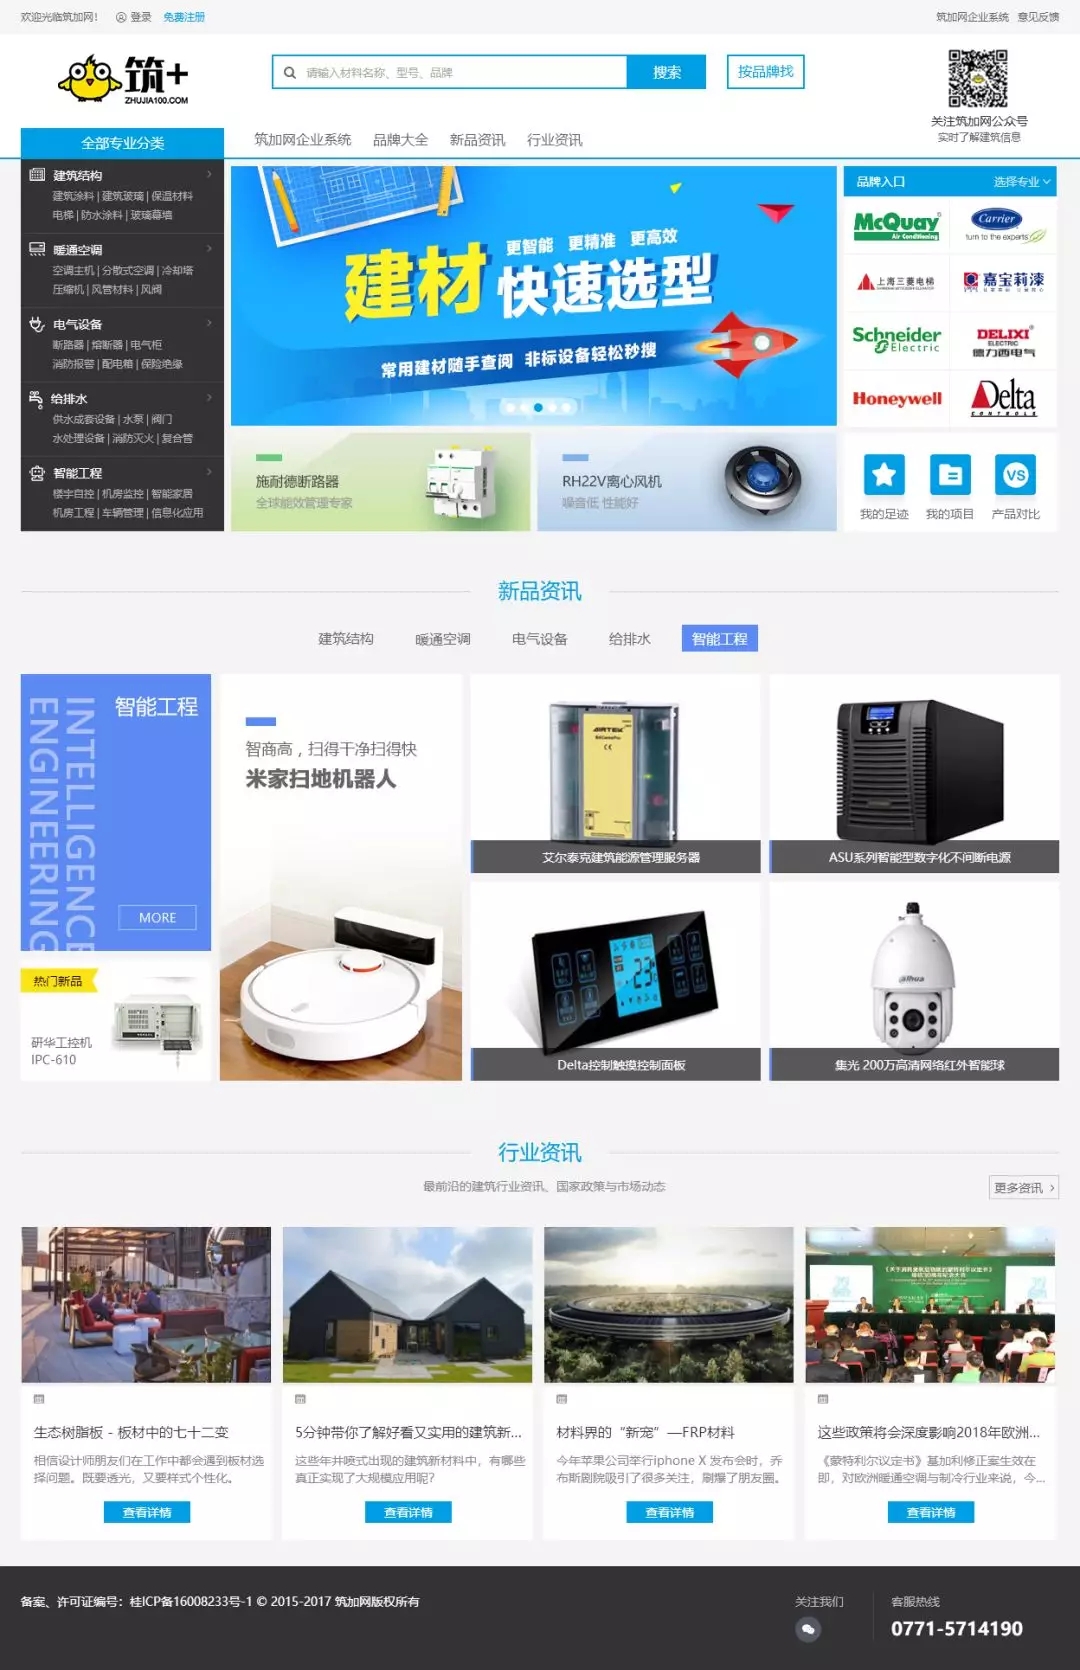 欢迎光临筑加网!
登录
免费注册
筑加网企业系统
意见反馈
筑+
ZHUJIA100.COM
请输入材料名称、型号、品牌
搜索
按品牌找
关注筑加网公众号
实时了解建筑信息
全部专业分类
筑加网企业系统
品牌大全
新品资讯
行业资讯
建筑结构
建筑涂料 | 建筑玻璃 | 保温材料
电梯 | 防水涂料 | 玻璃幕墙
暖通空调
空调主机 | 分散式空调 | 冷却塔
压缩机 | 风管材料 | 风阀
电气设备
断路器 | 熔断器 | 电气柜
消防报警 | 配电箱 | 保险绝缘
给排水
供水成套设备 | 水泵 | 阀门
水处理设备 | 消防灭火 | 复合管
智能工程
楼宇自控 | 机房监控 | 智能家居
机房工程 | 车辆管理 | 信息化应用
更智能 更精准 更高效
建材快速选型
常用建材随手查阅 非标设备轻松秒搜
施耐德断路器
全球能效管理专家
RH22V离心风机
噪音低 性能好
品牌入口
选择专业
McQuay
Air Conditioning
Carrier
turn to the experts
上海三菱电梯
嘉宝莉漆
Schneider
Electric
DELIXI
ELECTRIC
德力西电气
Honeywell
Delta
CONTROLS
我的足迹
我的项目
VS
产品对比
新品资讯
建筑结构
暖通空调
电气设备
给排水
智能工程
智能工程
INTELLIGENCE
ENGINEERING
MORE
热门新品
研华工控机
IPC-610
智商高，扫得干净扫得快
米家扫地机器人
AIRTEK
艾尔泰克建筑能源管理服务器
ASU系列智能型数字化不间断电源
23
Delta控制触摸控制面板
alhua
集光 200万高清网络红外智能球
行业资讯
最前沿的建筑行业资讯、国家政策与市场动态
更多资讯 >
生态树脂板 - 板材中的七十二变
相信设计师朋友们在工作中都会遇到板材选
择问题。既要透光，又要样式个性化。
查看详情
5分钟带你了解好看又实用的建筑新...
这些年井喷式出现的建筑新材料中，有哪些
真正实现了大规模应用呢？
查看详情
材料界的“新宠”—FRP材料
今年苹果公司举行iphone X 发布会时，乔
布斯剧院吸引了很多关注，刷爆了朋友圈。
查看详情
这些政策将会深度影响2018年欧洲...
《蒙特利尔议定书》基加利修正案生效在
即，对欧洲暖通空调与制冷行业来说，今...
查看详情
备案、许可证编号：桂ICP备16008233号-1 © 2015-2017 筑加网版权所有
关注我们
客服热线
0771-5714190